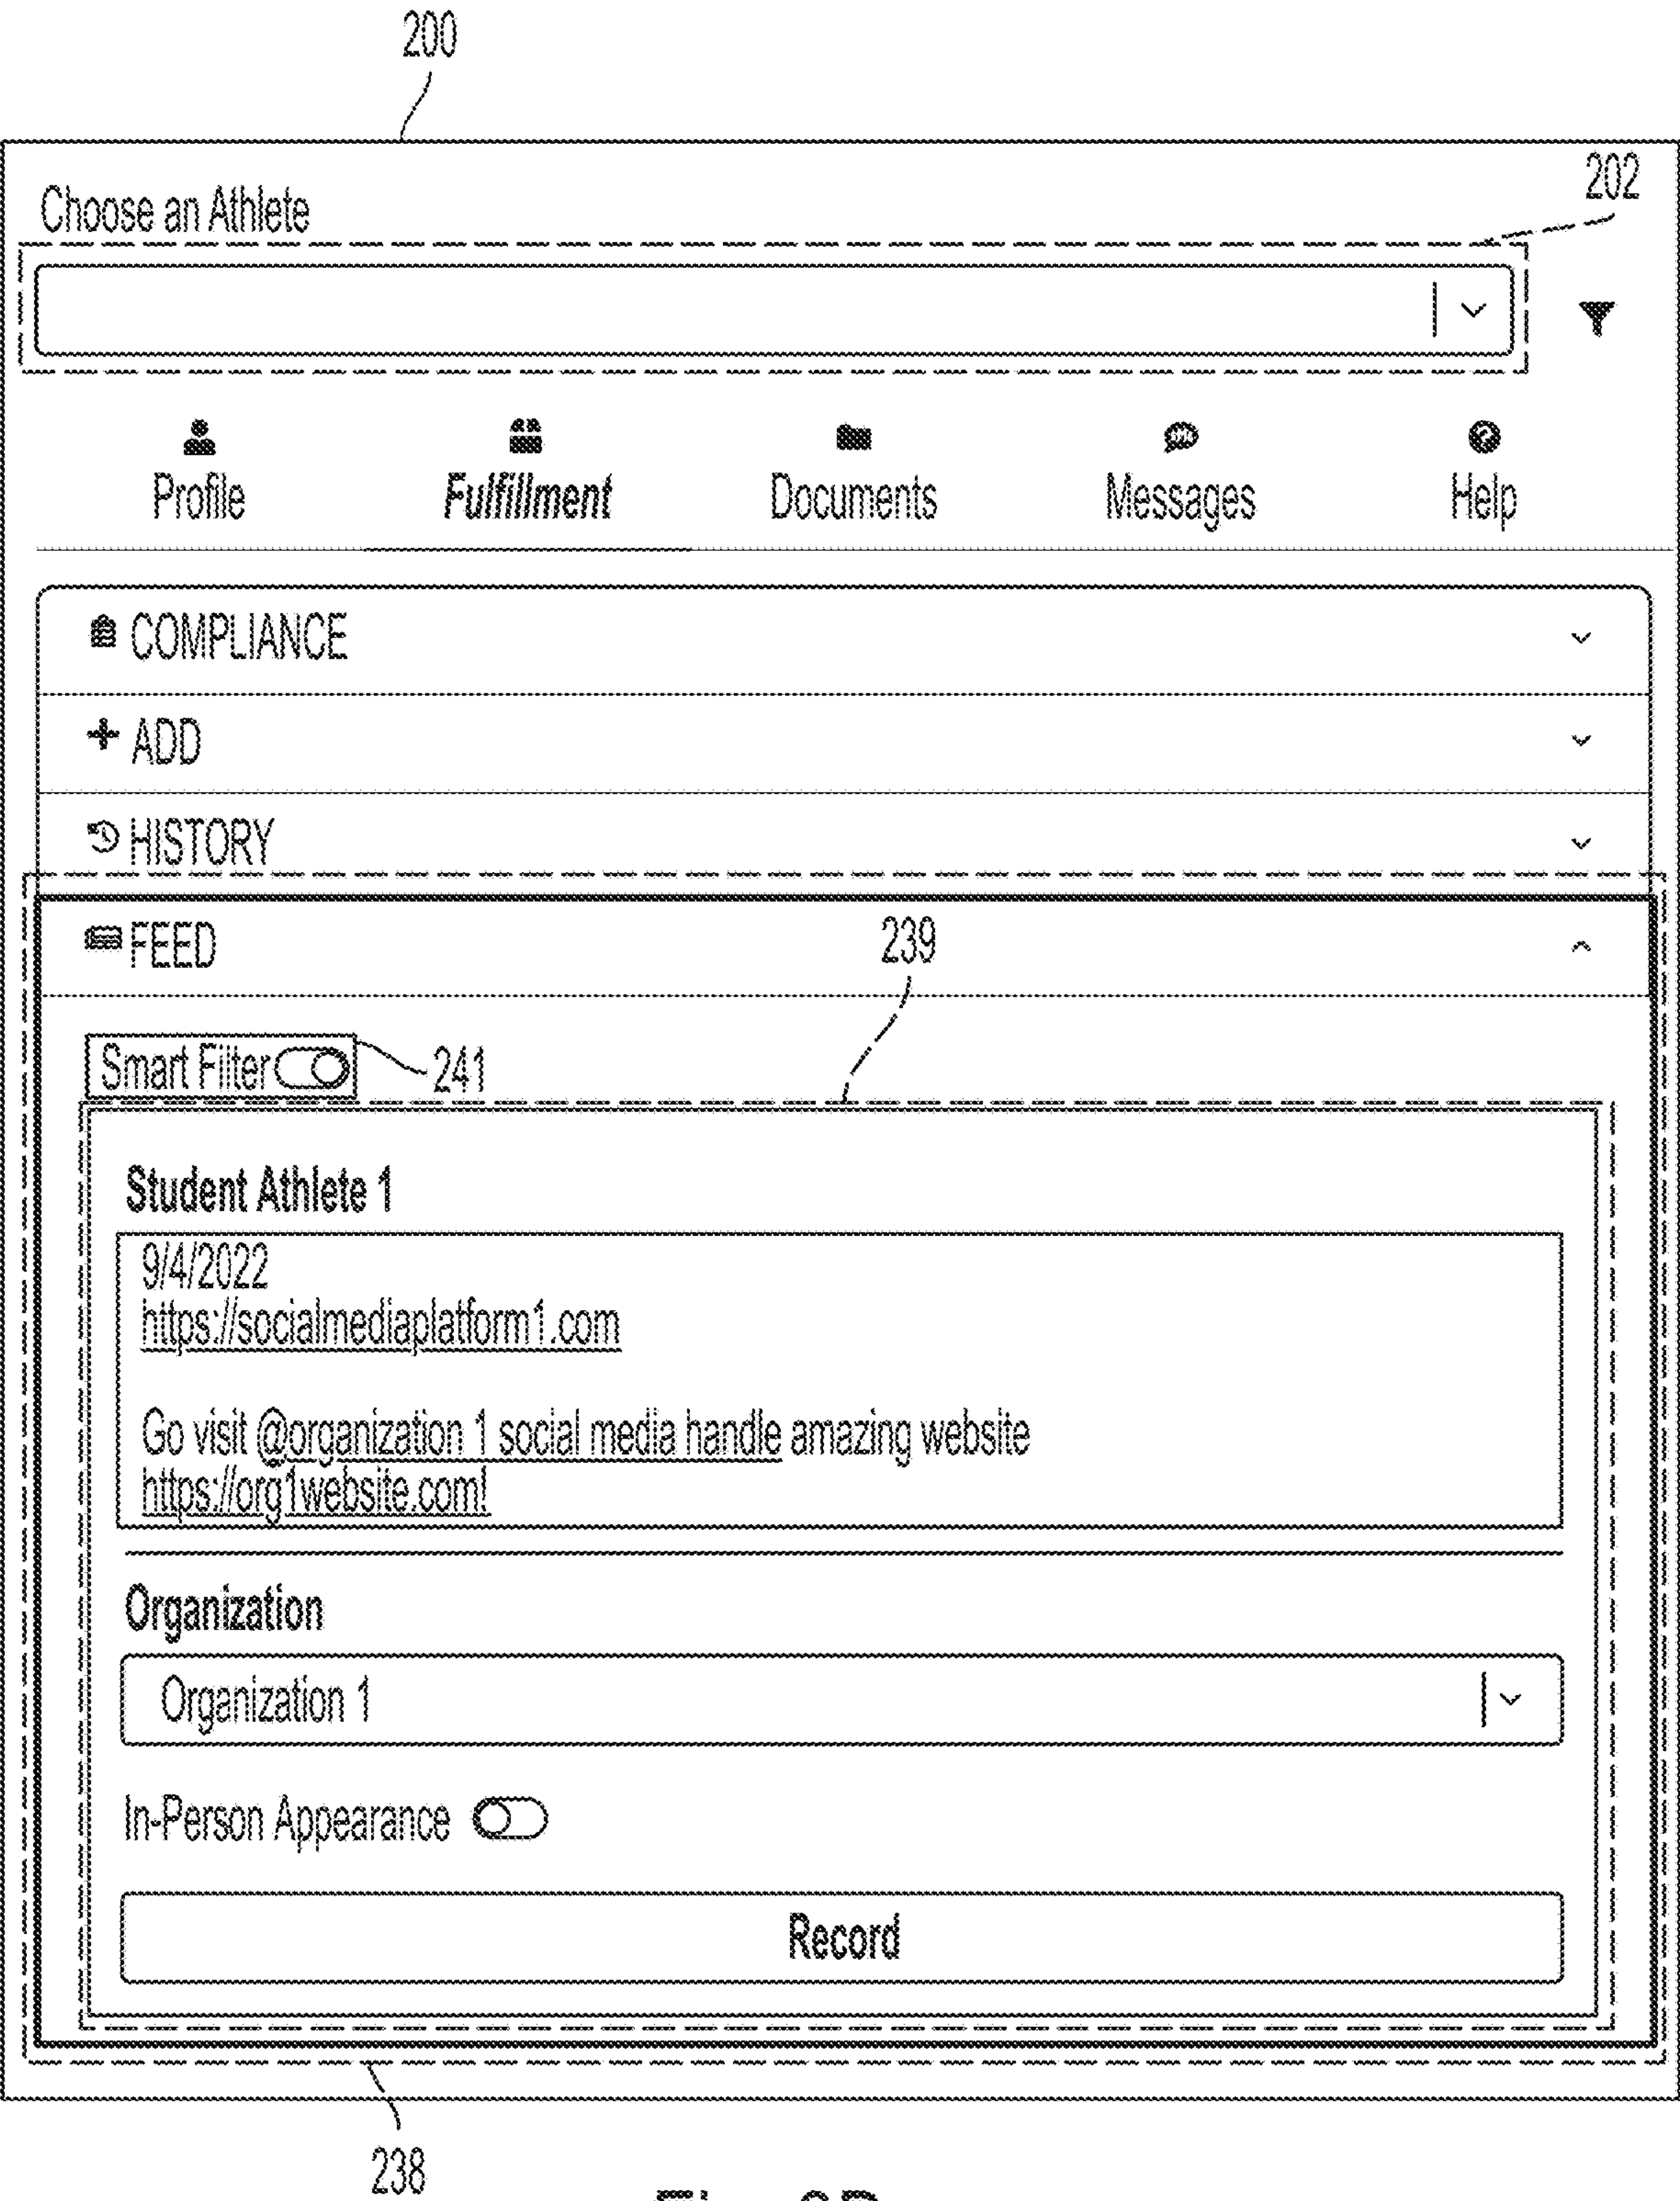 200
202
Choose an Athlete
Profile Fulfillment Documents Messages Help
COMPLIANCE
ADD
HISTORY
FEED
239
Smart Filter
241
Student Athlete 1
9/4/2022
https://socialmediaplatform1.com
Go visit @organization 1 social media handle amazing website
https://org1website.com!
Organization
Organization 1
In-Person Appearance
Record
238